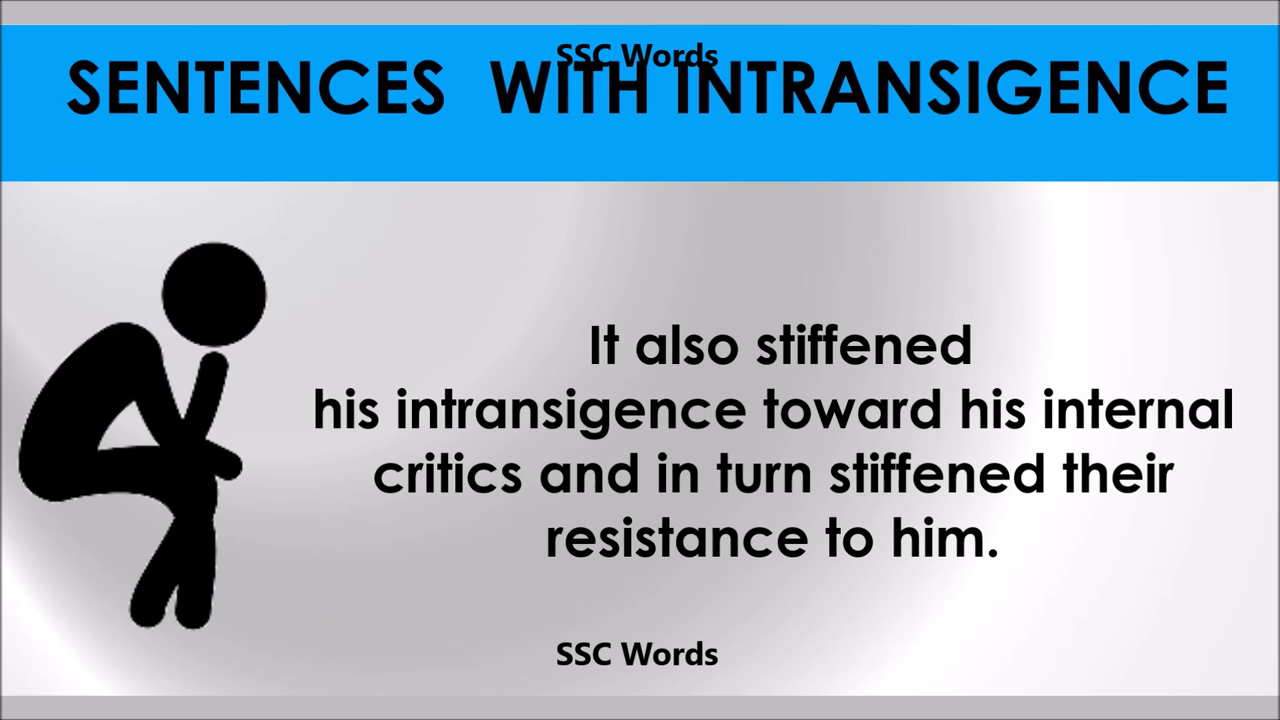 SSC Words
SENTENCES WITH INTRANSIGENCE
It also stiffened
his intransigence toward his internal
critics and in turn stiffened their
resistance to him.
SSC Words